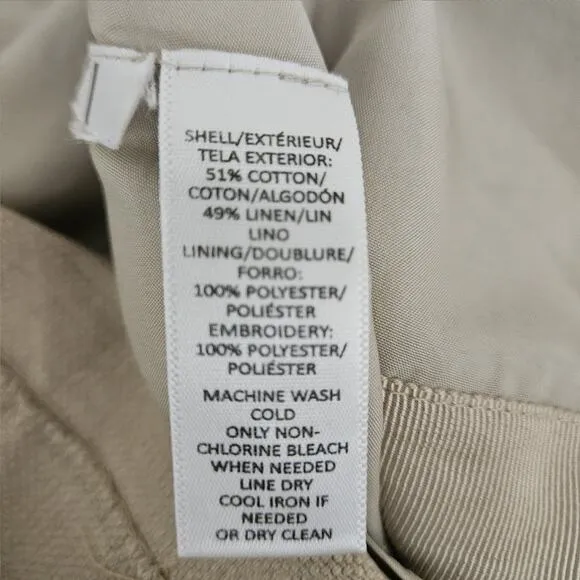 SHELL/EXTÉRIEUR/
TELA EXTERIOR:
51% COTTON/
COTON/ALGODÓN
49% LINEN/LIN
LINO
LINING/DOUBLURE/
FORRO:
100% POLYESTER/
POLIÉSTER
EMBROIDERY:
100% POLYESTER/
POLIÉSTER
MACHINE WASH
COLD
ONLY NON-
CHLORINE BLEACH
WHEN NEEDED
LINE DRY
COOL IRON IF
NEEDED
OR DRY CLEAN